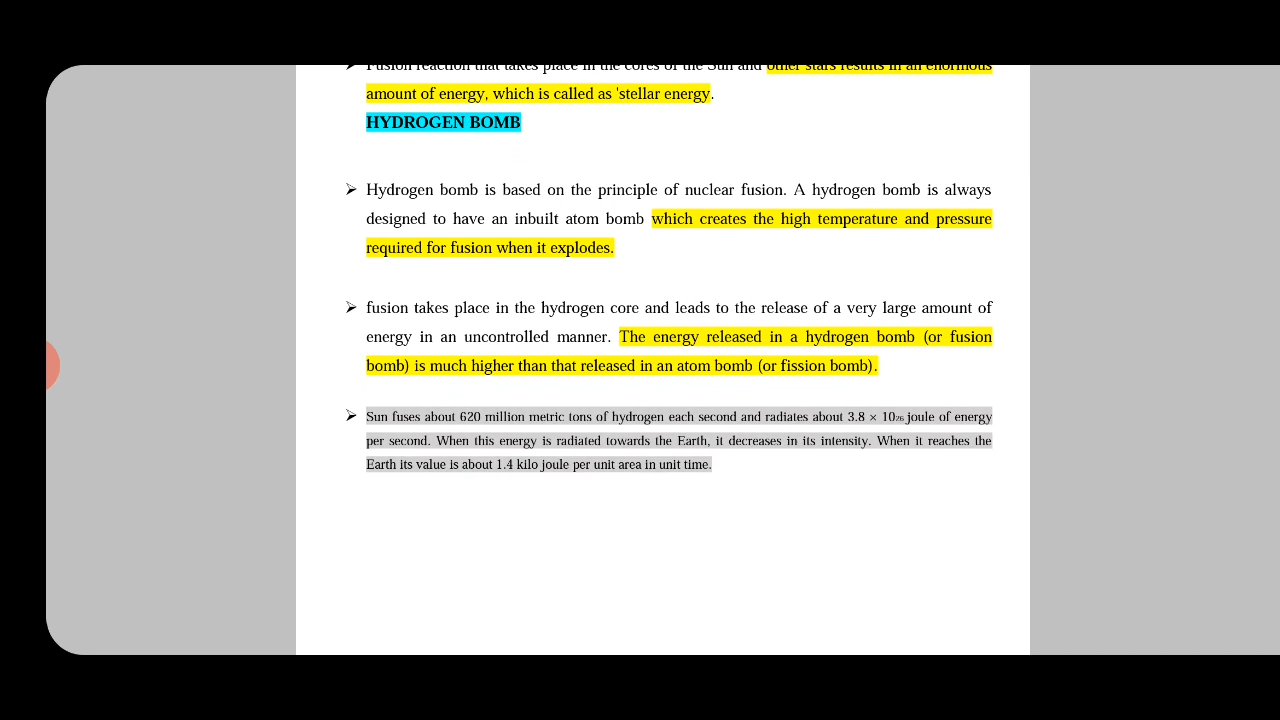 Fusion reaction that takes place in the cores of the Sun and other stars results in an enormous
amount of energy, which is called as 'stellar energy.
HYDROGEN BOMB
➢ Hydrogen bomb is based on the principle of nuclear fusion. A hydrogen bomb is always
designed to have an inbuilt atom bomb which creates the high temperature and pressure
required for fusion when it explodes.
➢ fusion takes place in the hydrogen core and leads to the release of a very large amount of
energy in an uncontrolled manner. The energy released in a hydrogen bomb (or fusion
bomb) is much higher than that released in an atom bomb (or fission bomb).
➢ Sun fuses about 620 million metric tons of hydrogen each second and radiates about 3.8 × 10₂₆ joule of energy
per second. When this energy is radiated towards the Earth, it decreases in its intensity. When it reaches the
Earth its value is about 1.4 kilo joule per unit area in unit time.